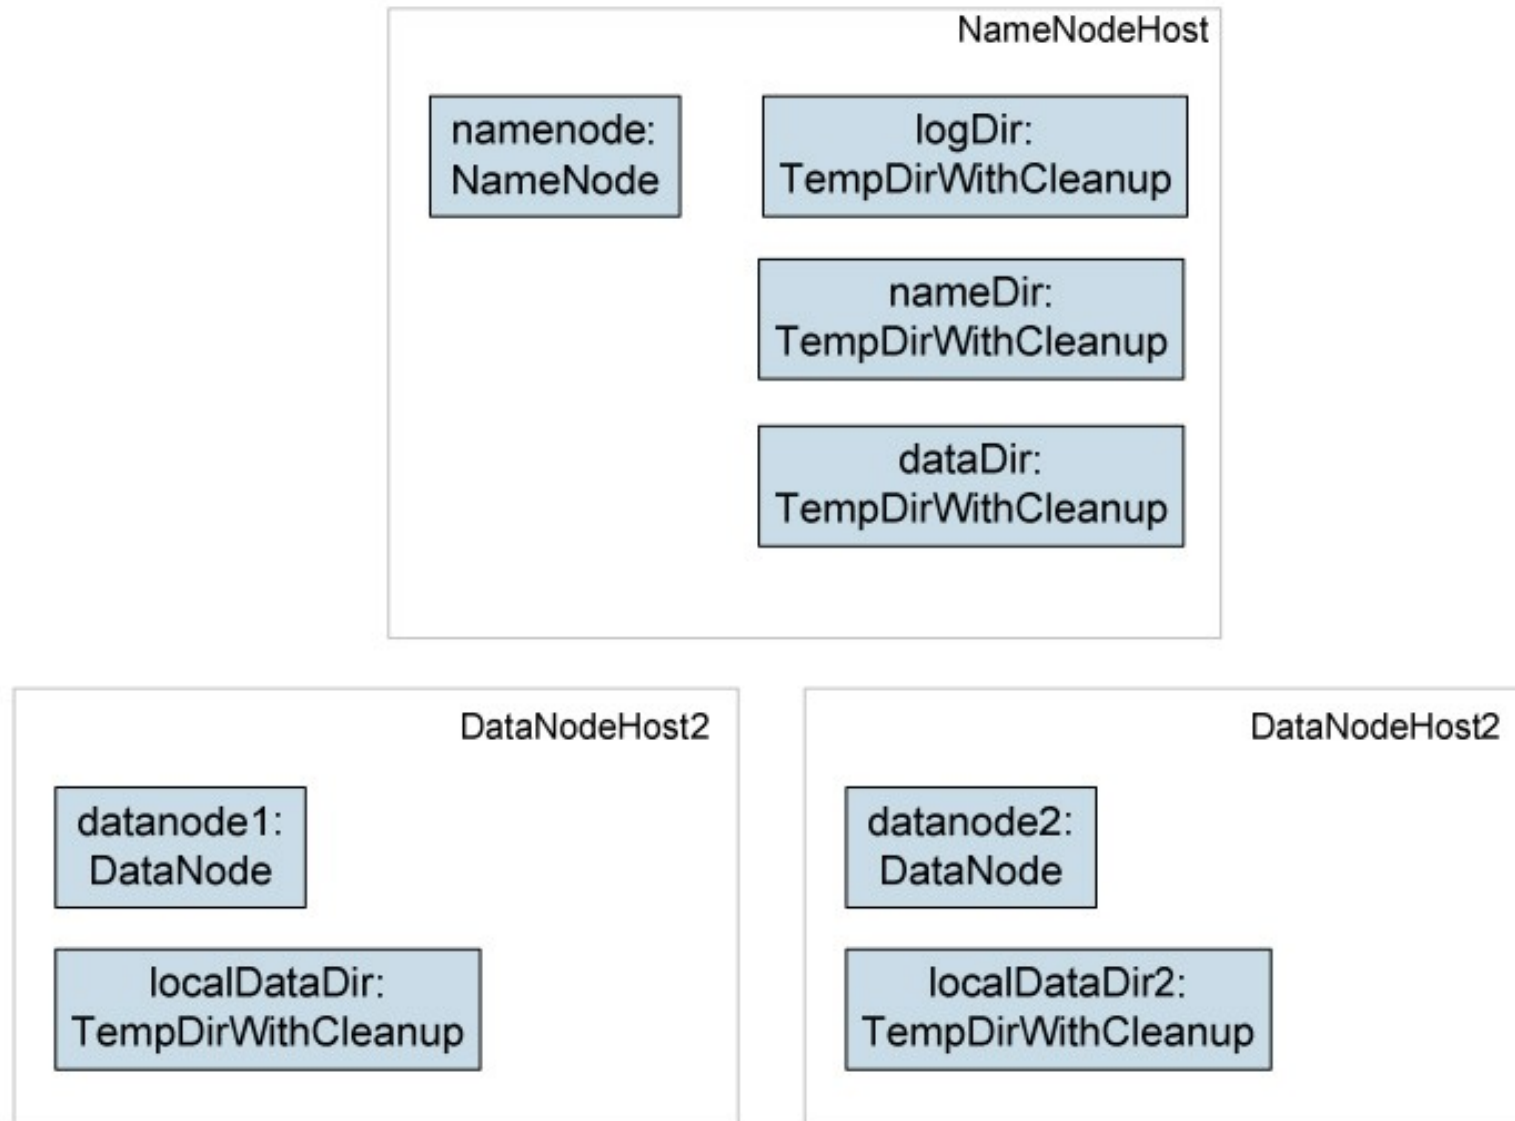 NameNodeHost
namenode:
NameNode
logDir:
TempDirWithCleanup
nameDir:
TempDirWithCleanup
dataDir:
TempDirWithCleanup
DataNodeHost2
datanode1:
DataNode
localDataDir:
TempDirWithCleanup
DataNodeHost2
datanode2:
DataNode
localDataDir2:
TempDirWithCleanup